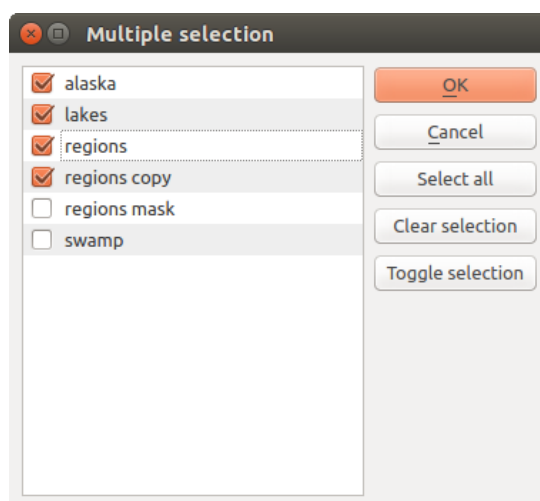 Multiple selection
alaska
lakes
regions
regions copy
regions mask
swamp
OK
Cancel
Select all
Clear selection
Toggle selection